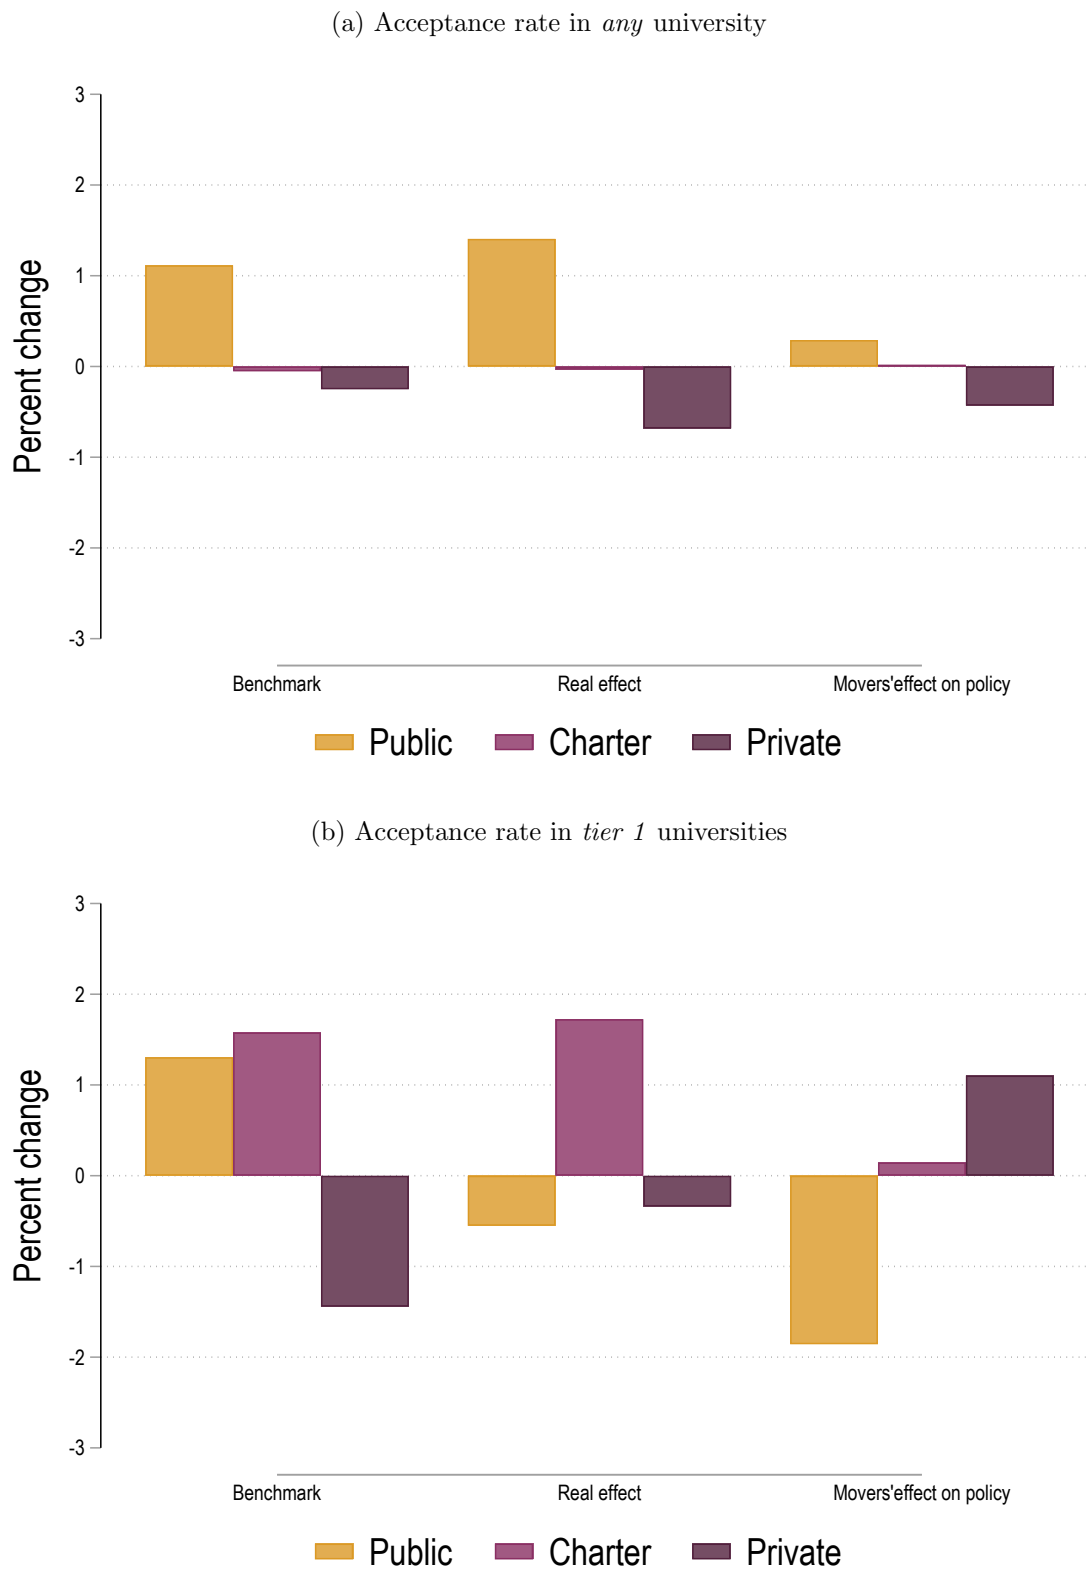 (a) Acceptance rate in any university
3
2
1
0
-1
-2
-3
Percent change
Benchmark Real effect Movers'effect on policy
Public Charter Private
(b) Acceptance rate in tier 1 universities
3
2
1
0
-1
-2
-3
Percent change
Benchmark Real effect Movers'effect on policy
Public Charter Private